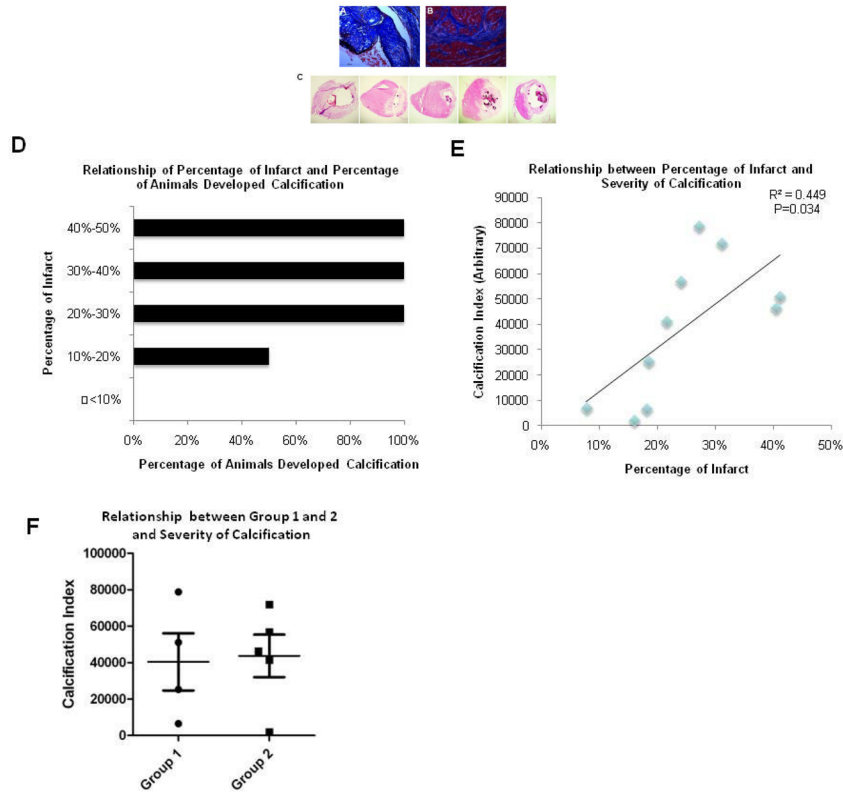 A
B
C
D
Relationship of Percentage of Infarct and Percentage
of Animals Developed Calcification
Percentage of Infarct
40%-50%
30%-40%
20%-30%
10%-20%
<10%
0%
20%
40%
60%
80%
100%
Percentage of Animals Developed Calcification
E
Relationship between Percentage of Infarct and
Severity of Calcification
R² = 0.449
P=0.034
Calcification Index (Arbitrary)
90000
80000
70000
60000
50000
40000
30000
20000
10000
0
0%
10%
20%
30%
40%
50%
Percentage of Infarct
F
Relationship between Group 1 and 2
and Severity of Calcification
Calcification Index
100000
80000
60000
40000
20000
0
Group 1
Group 2